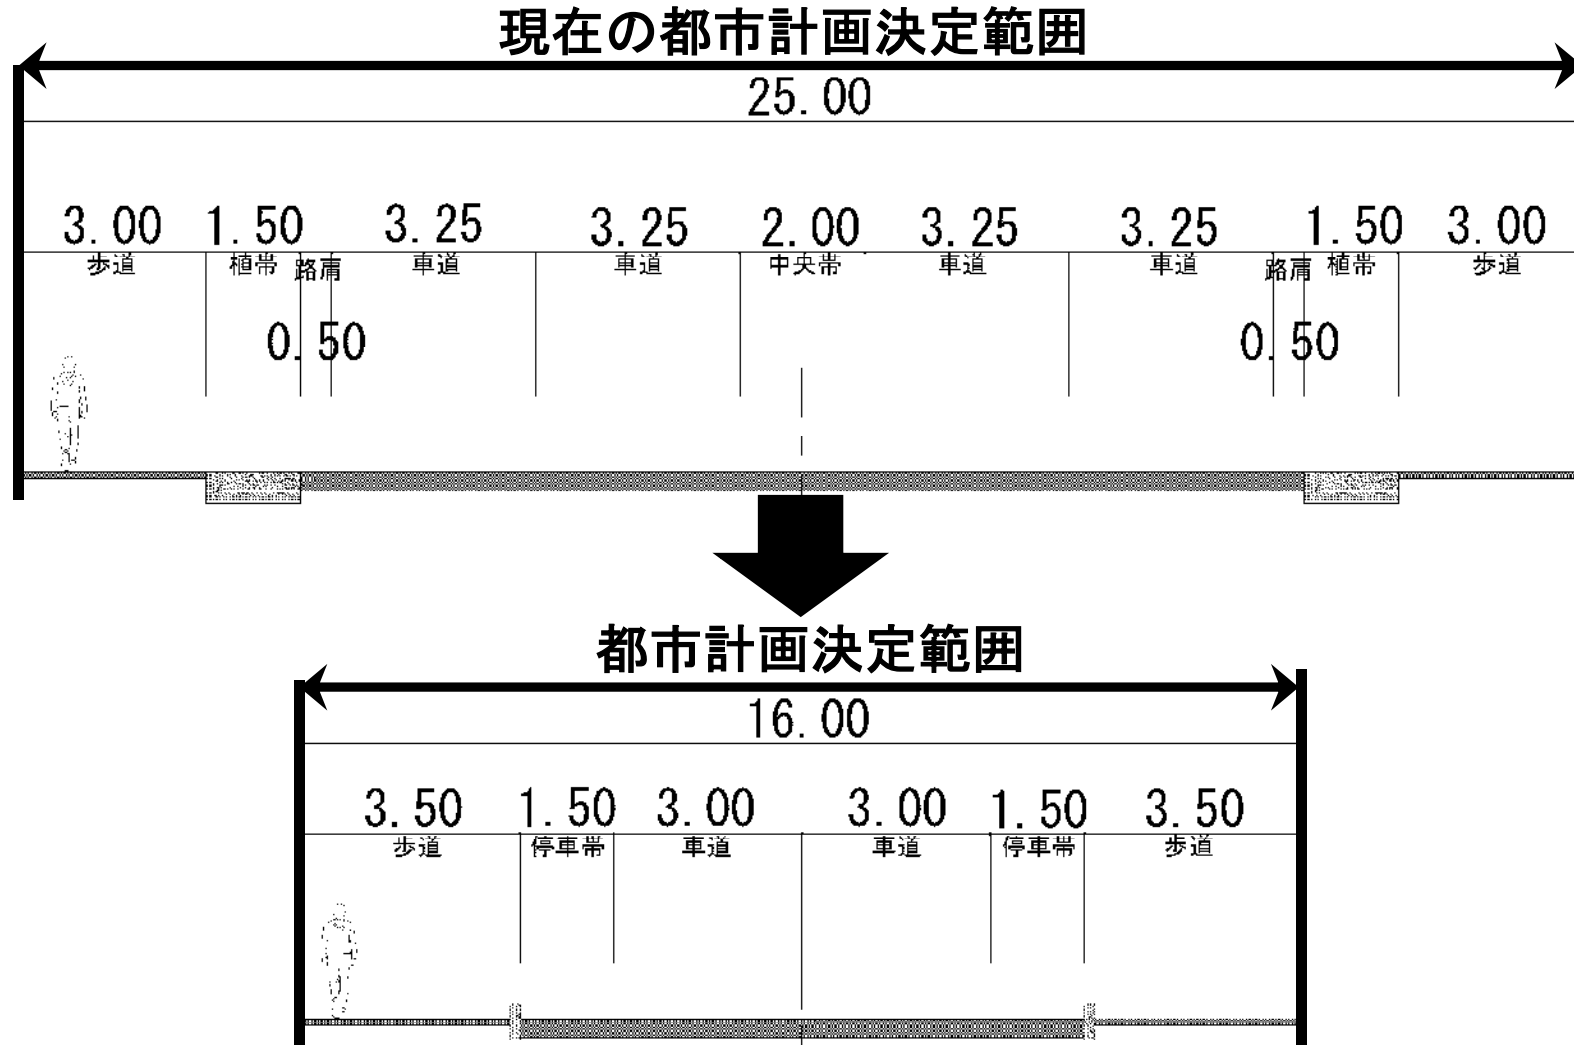 現在の都市計画決定範囲
25.00
3.00 1.50 3.25 3.25 2.00 3.25 3.25 1.50 3.00
歩道 植帯 路肩 車道 車道 中央帯 車道 車道 路肩 植帯 歩道
0.50 0.50
都市計画決定範囲
16.00
3.50 1.50 3.00 3.00 1.50 3.50
歩道 停車帯 車道 車道 停車帯 歩道